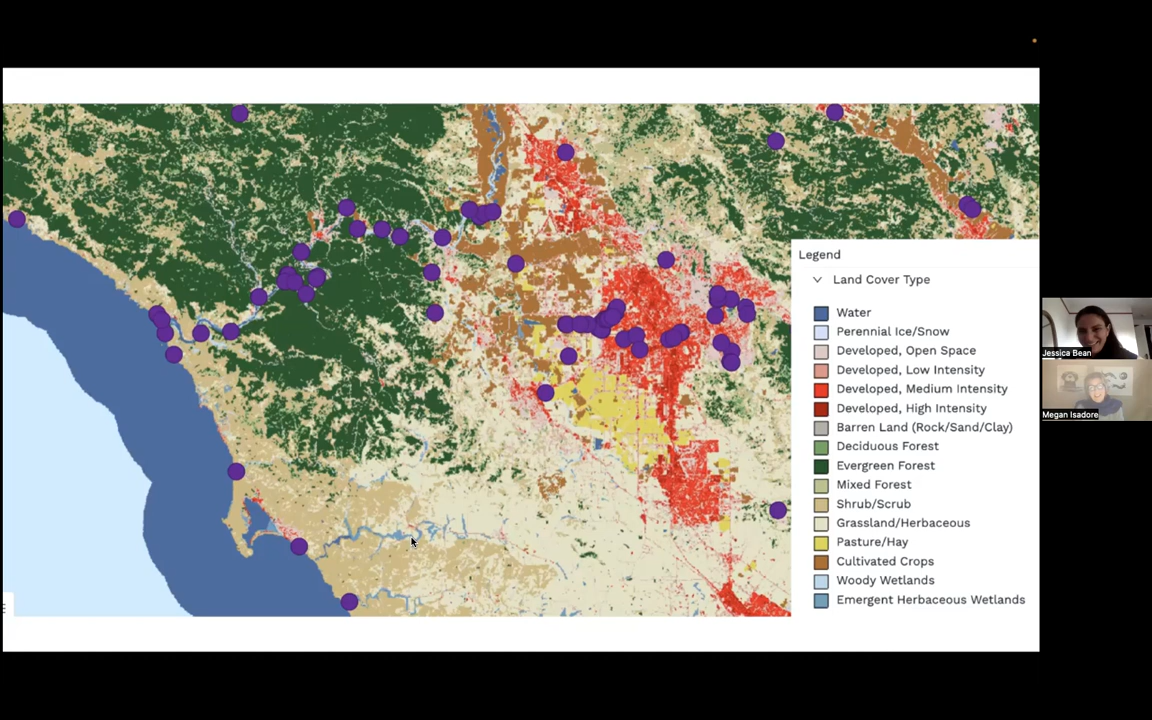 Legend
Land Cover Type
Water
Perennial Ice/Snow
Developed, Open Space
Developed, Low Intensity
Developed, Medium Intensity
Developed, High Intensity
Barren Land (Rock/Sand/Clay)
Deciduous Forest
Evergreen Forest
Mixed Forest
Shrub/Scrub
Grassland/Herbaceous
Pasture/Hay
Cultivated Crops
Woody Wetlands
Emergent Herbaceous Wetlands
Jessica Bean
Megan Isadore